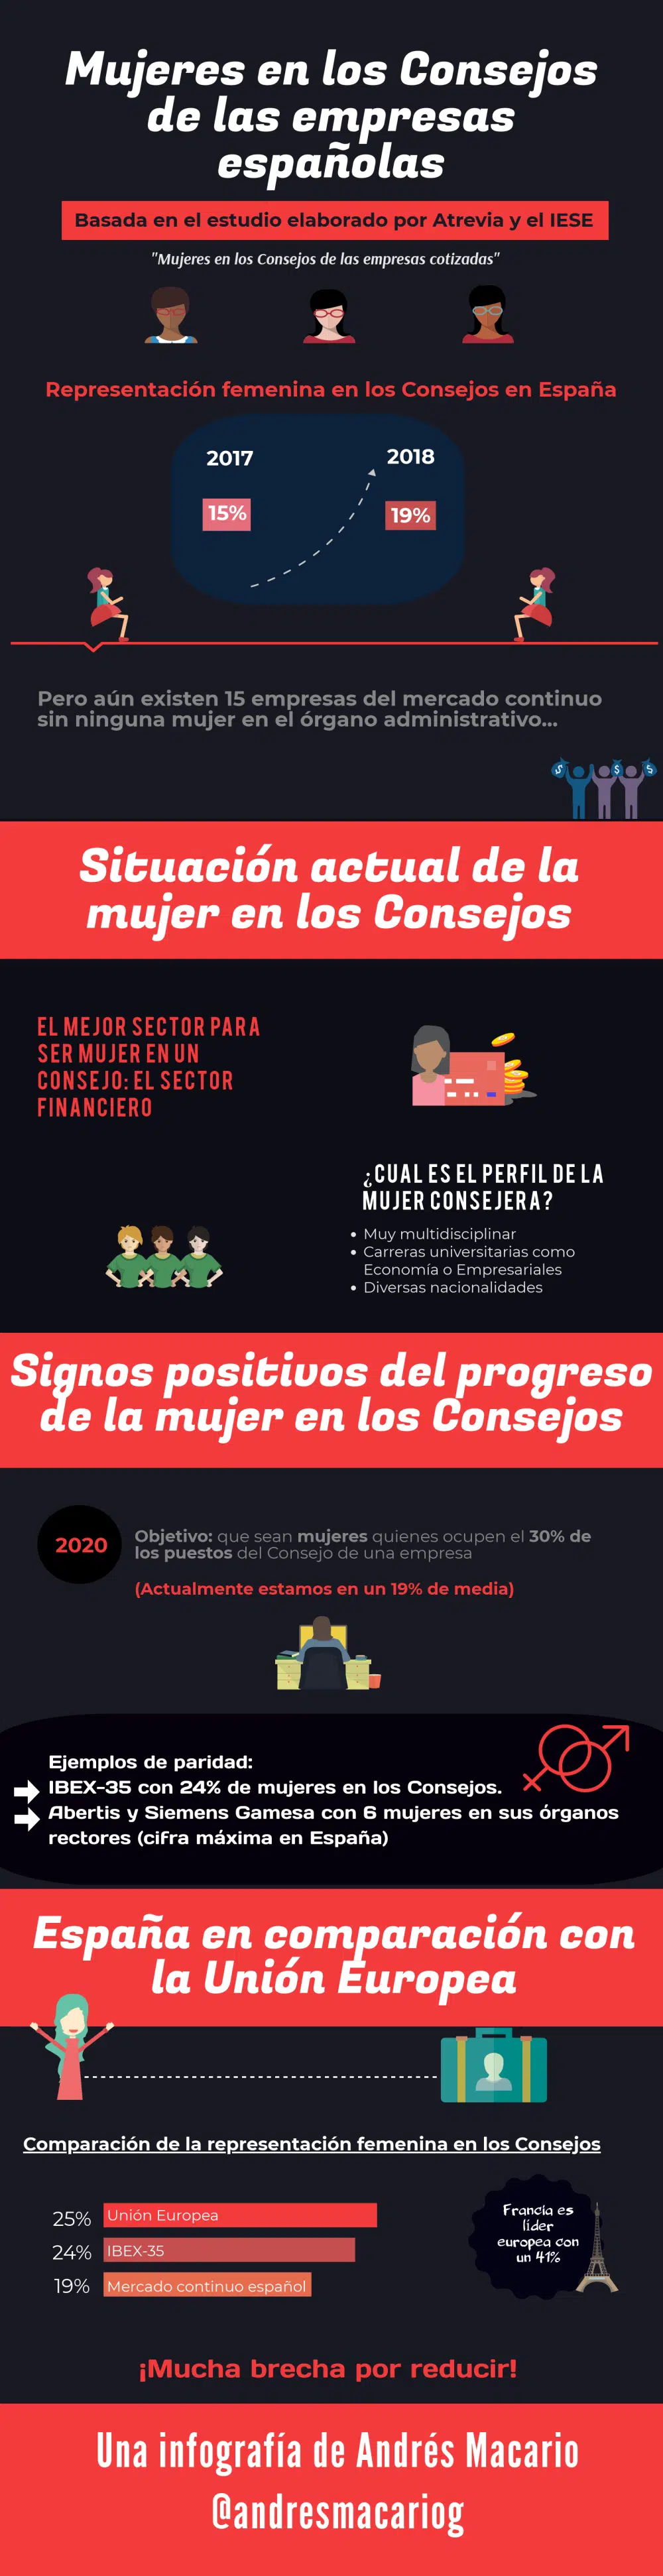 Mujeres en los Consejos
de las empresas
españolas
Basada en el estudio elaborado por Atrevia y el IESE
"Mujeres en los Consejos de las empresas cotizadas"
Representación femenina en los Consejos en España
2017
2018
15%
19%
Pero aún existen 15 empresas del mercado continuo
sin ninguna mujer en el órgano administrativo...
$ $ $
Situación actual de la
mujer en los Consejos
EL MEJOR SECTOR PARA
SER MUJER EN UN
CONSEJO: EL SECTOR
FINANCIERO
¿CUAL ES EL PERFIL DE LA
MUJER CONSEJERA?
• Muy multidisciplinar
• Carreras universitarias como
Economía o Empresariales
• Diversas nacionalidades
Signos positivos del progreso
de la mujer en los Consejos
2020
Objetivo: que sean mujeres quienes ocupen el 30% de
los puestos del Consejo de una empresa
(Actualmente estamos en un 19% de media)
Ejemplos de paridad:
IBEX-35 con 24% de mujeres en los Consejos.
Abertis y Siemens Gamesa con 6 mujeres en sus órganos
rectores (cifra máxima en España)
España en comparación con
la Unión Europea
Comparación de la representación femenina en los Consejos
25% Unión Europea
24% IBEX-35
19% Mercado continuo español
Francia es
líder
europea con
un 41%
¡Mucha brecha por reducir!
Una infografía de Andrés Macario
@andresmacariog